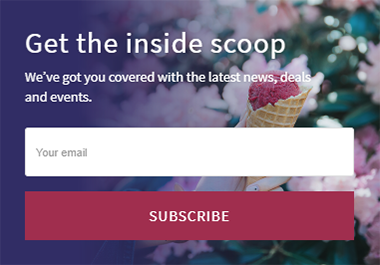 Get the inside scoop
We've got you covered with the latest news, deals
and events.
Your email
SUBSCRIBE